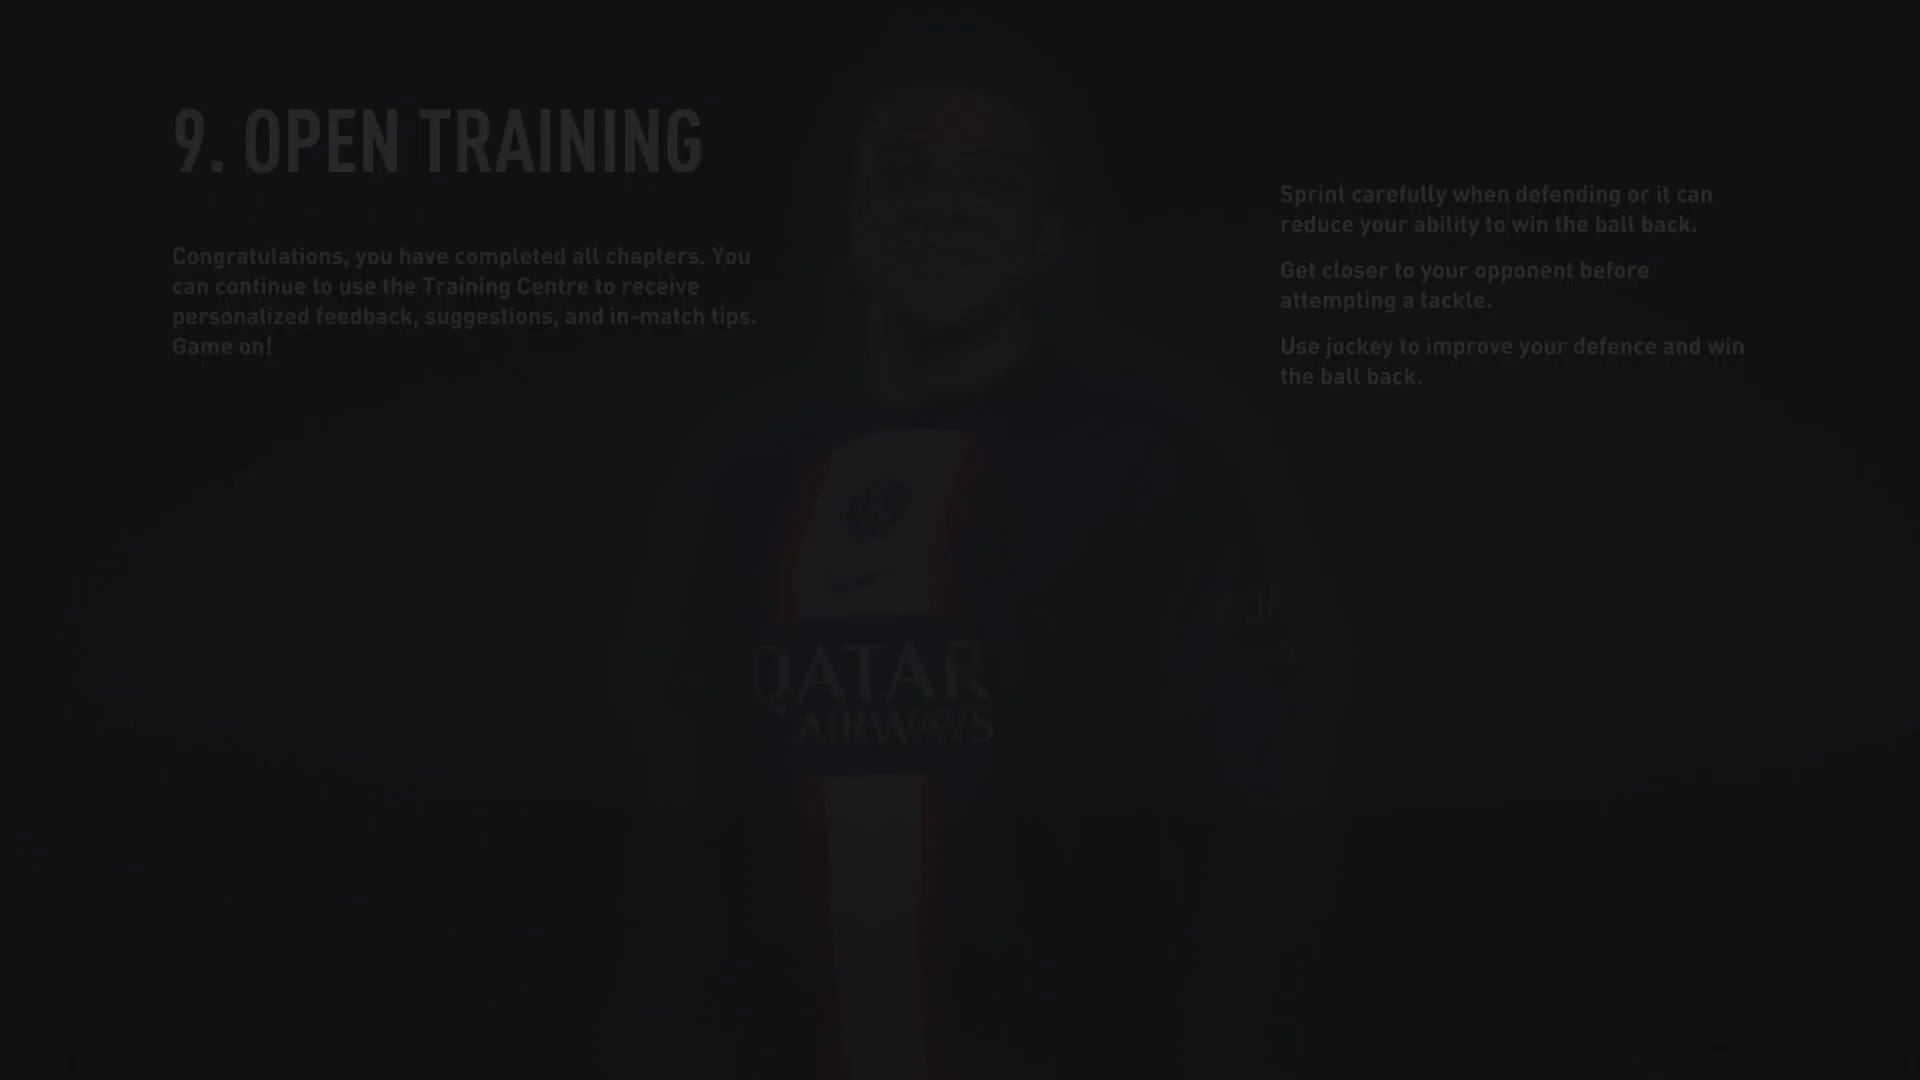 9. OPEN TRAINING
Congratulations, you have completed all chapters. You
can continue to use the Training Centre to receive
personalized feedback, suggestions, and in-match tips.
Game on!
Sprint carefully when defending or it can
reduce your ability to win the ball back.
Get closer to your opponent before
attempting a tackle.
Use jockey to improve your defence and win
the ball back.
QATAR
AIRWAYS